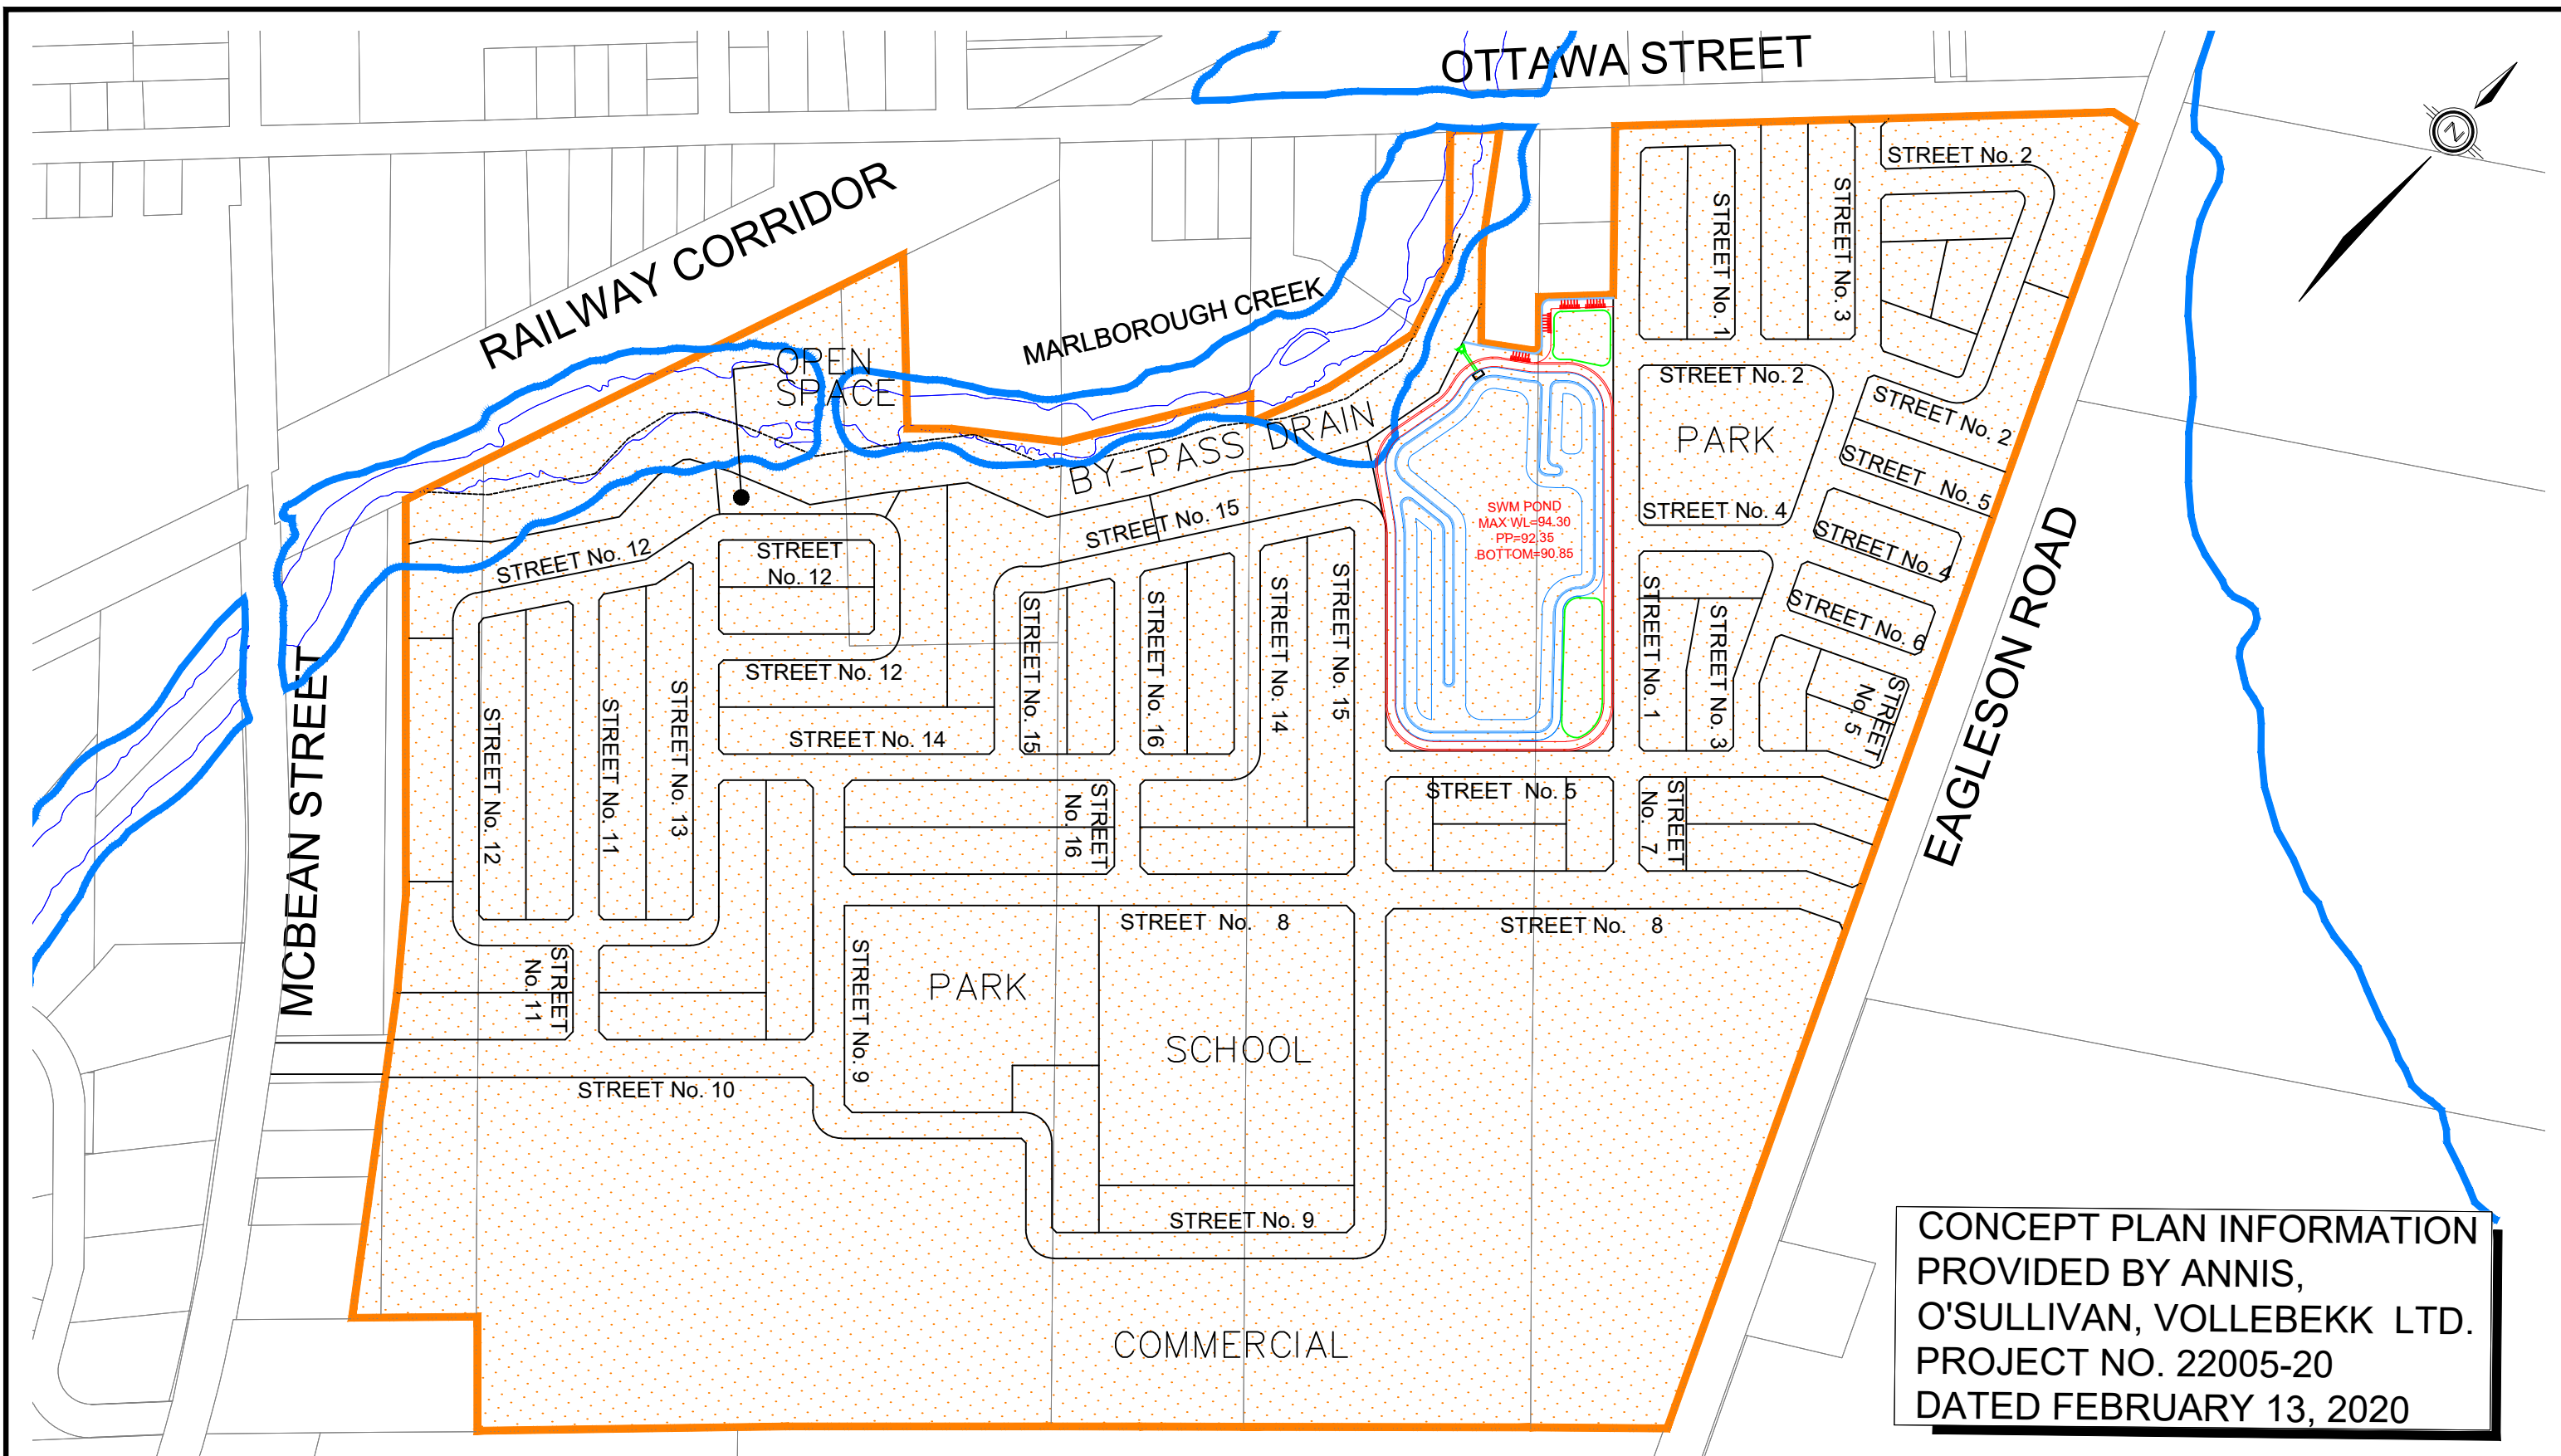 OTTAWA STREET
N
RAILWAY CORRIDOR
MARLBOROUGH CREEK
OPEN
SPACE
BY-PASS DRAIN
STREET No. 2
STREET No. 1
STREET No. 3
STREET No. 2
PARK
STREET No. 4
STREET No. 2
STREET No. 5
STREET No. 4
STREET No. 6
STREET
No. 5
SWM POND
MAX WL=94.30
PP=92.35
BOTTOM=90.85
STREET No. 12
STREET
No. 12
STREET No. 15
STREET No. 12
STREET No. 14
STREET No. 15
STREET No. 16
STREET No. 14
STREET No. 15
STREET No. 1
STREET No. 3
STREET No. 12
STREET No. 11
STREET No. 13
STREET
No. 16
STREET No. 5
STREET
No. 7
EAGLESON ROAD
MCBEAN STREET
STREET
No. 11
STREET No. 9
PARK
STREET No. 8
STREET No. 8
SCHOOL
STREET No. 10
STREET No. 9
COMMERCIAL
CONCEPT PLAN INFORMATION
PROVIDED BY ANNIS,
O'SULLIVAN, VOLLEBEKK LTD.
PROJECT NO. 22005-20
DATED FEBRUARY 13, 2020